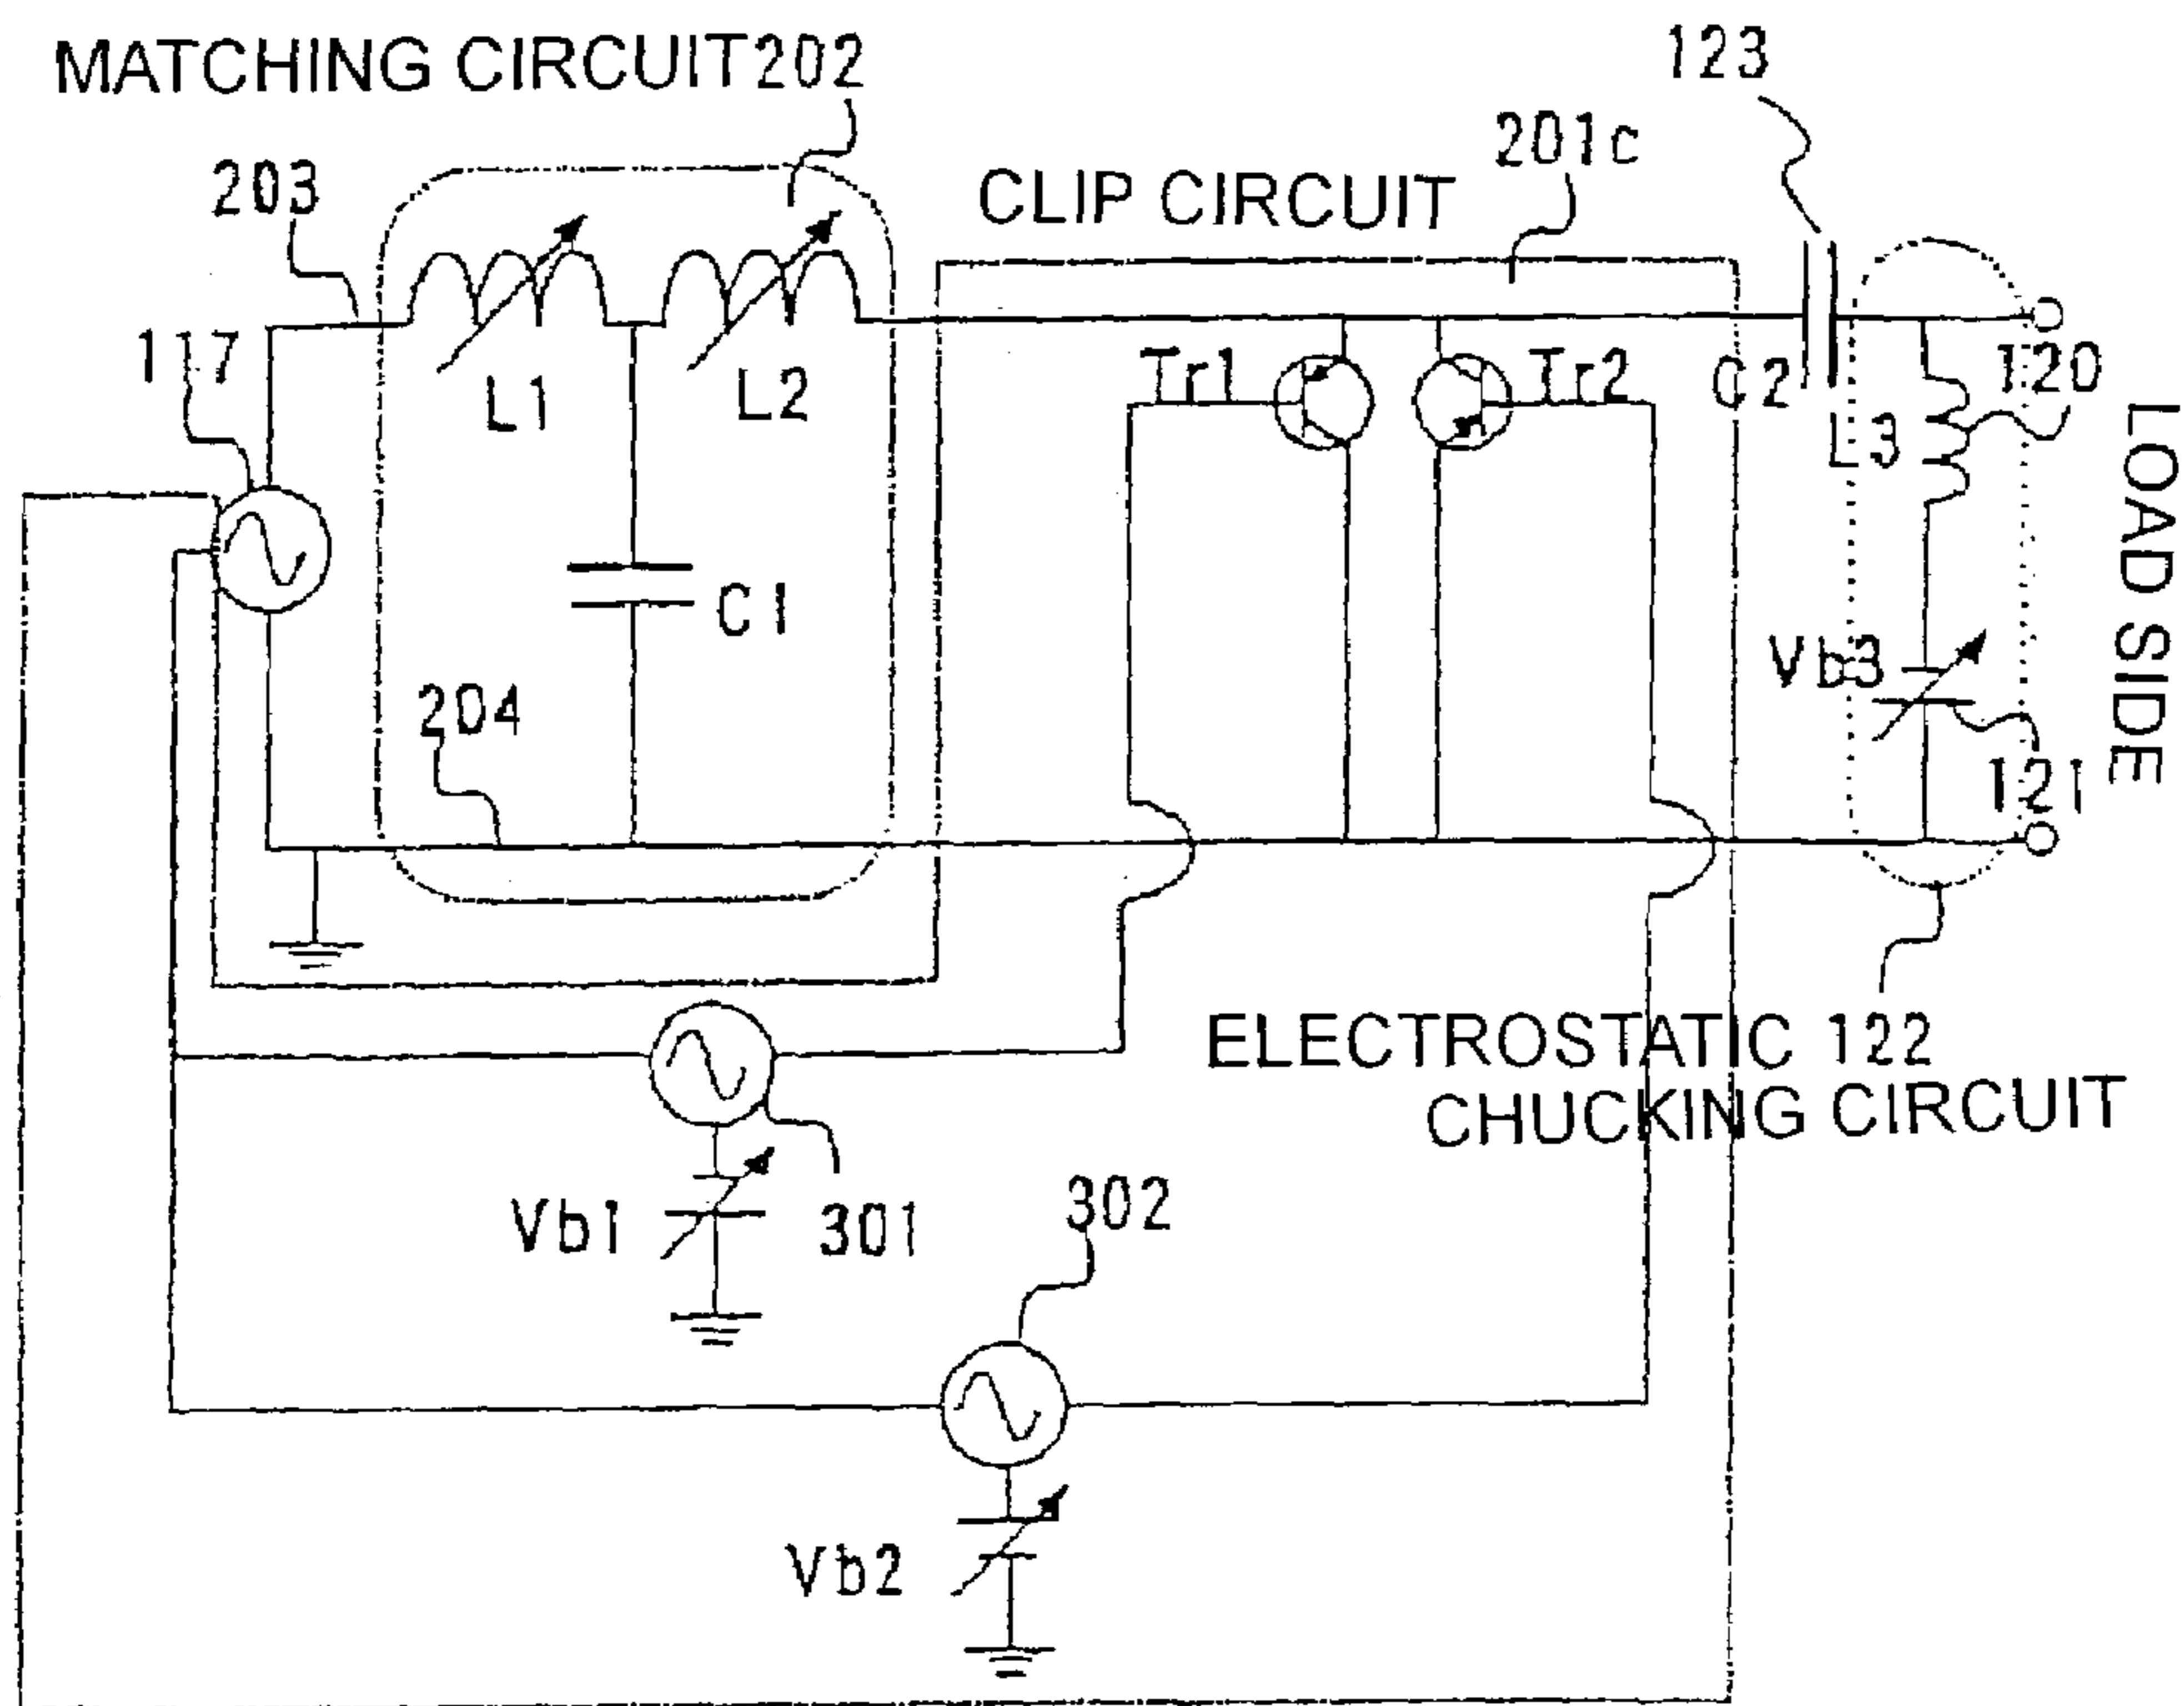 MATCHING CIRCUIT202
123
203
201c
CLIP CIRCUIT
117
Tr1
Tr2
C2
120
L1
L2
L3
LOAD SIDE
C1
Vb3
204
121
ELECTROSTATIC 122
CHUCKING CIRCUIT
Vb1
301
302
Vb2